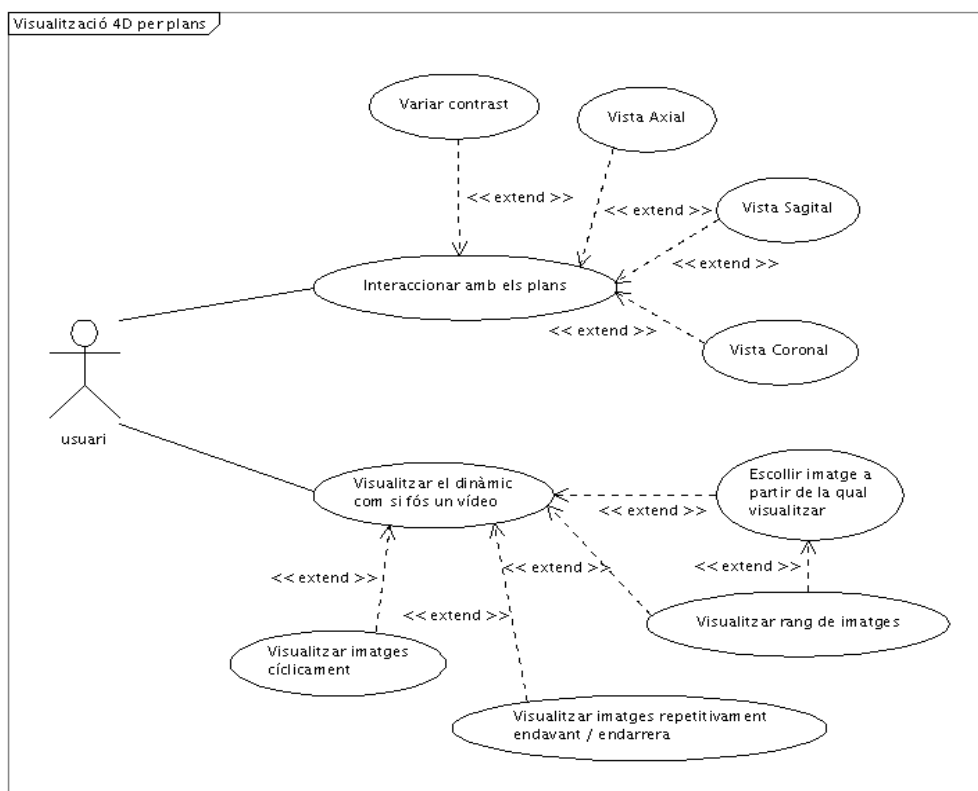 Visualització 4D per plans
Variar contrast
Vista Axial
<< extend >>
<< extend >>
Vista Sagital
<< extend >>
Interaccionar amb els plans
<< extend >>
Vista Coronal
usuari
Visualitzar el dinàmic
com si fós un vídeo
Escollir imatge a
partir de la qual
visualitzar
<< extend >>
<< extend >>
<< extend >>
<< extend >>
<< extend >>
Visualitzar rang de imatges
Visualitzar imatges
cíclicament
Visualitzar imatges repetitivament
endavant / endarrera